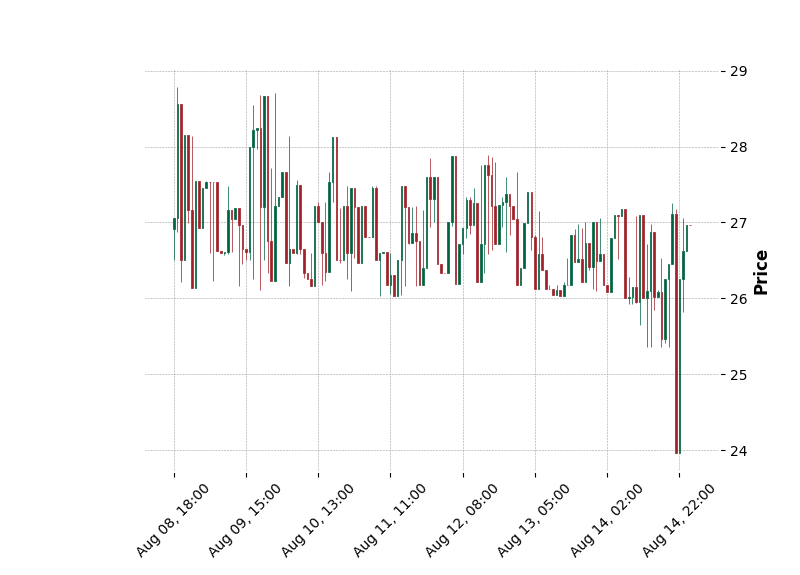 29
28
27
26
25
24
Price
Aug 08, 18:00
Aug 09, 15:00
Aug 10, 13:00
Aug 11, 11:00
Aug 12, 08:00
Aug 13, 05:00
Aug 14, 02:00
Aug 14, 22:00